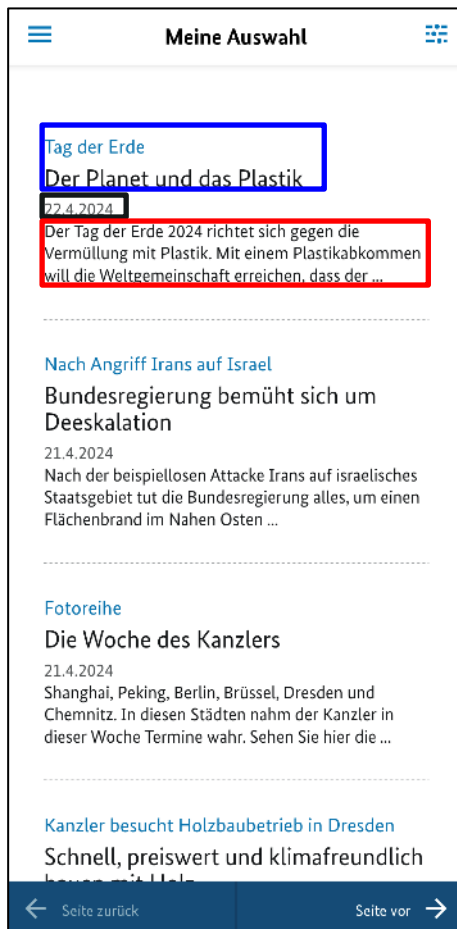 Meine Auswahl
Tag der Erde
Der Planet und das Plastik
22.4.2024
Der Tag der Erde 2024 richtet sich gegen die
Vermüllung mit Plastik. Mit einem Plastikabkommen
will die Weltgemeinschaft erreichen, dass der ...
Nach Angriff Irans auf Israel
Bundesregierung bemüht sich um
Deeskalation
21.4.2024
Nach der beispiellosen Attacke Irans auf israelisches
Staatsgebiet tut die Bundesregierung alles, um einen
Flächenbrand im Nahen Osten ...
Fotoreihe
Die Woche des Kanzlers
21.4.2024
Shanghai, Peking, Berlin, Brüssel, Dresden und
Chemnitz. In diesen Städten nahm der Kanzler in
dieser Woche Termine wahr. Sehen Sie hier die ...
Kanzler besucht Holzbaubetrieb in Dresden
Schnell, preiswert und klimafreundlich
bauen mit Holz
Seite zurück
Seite vor